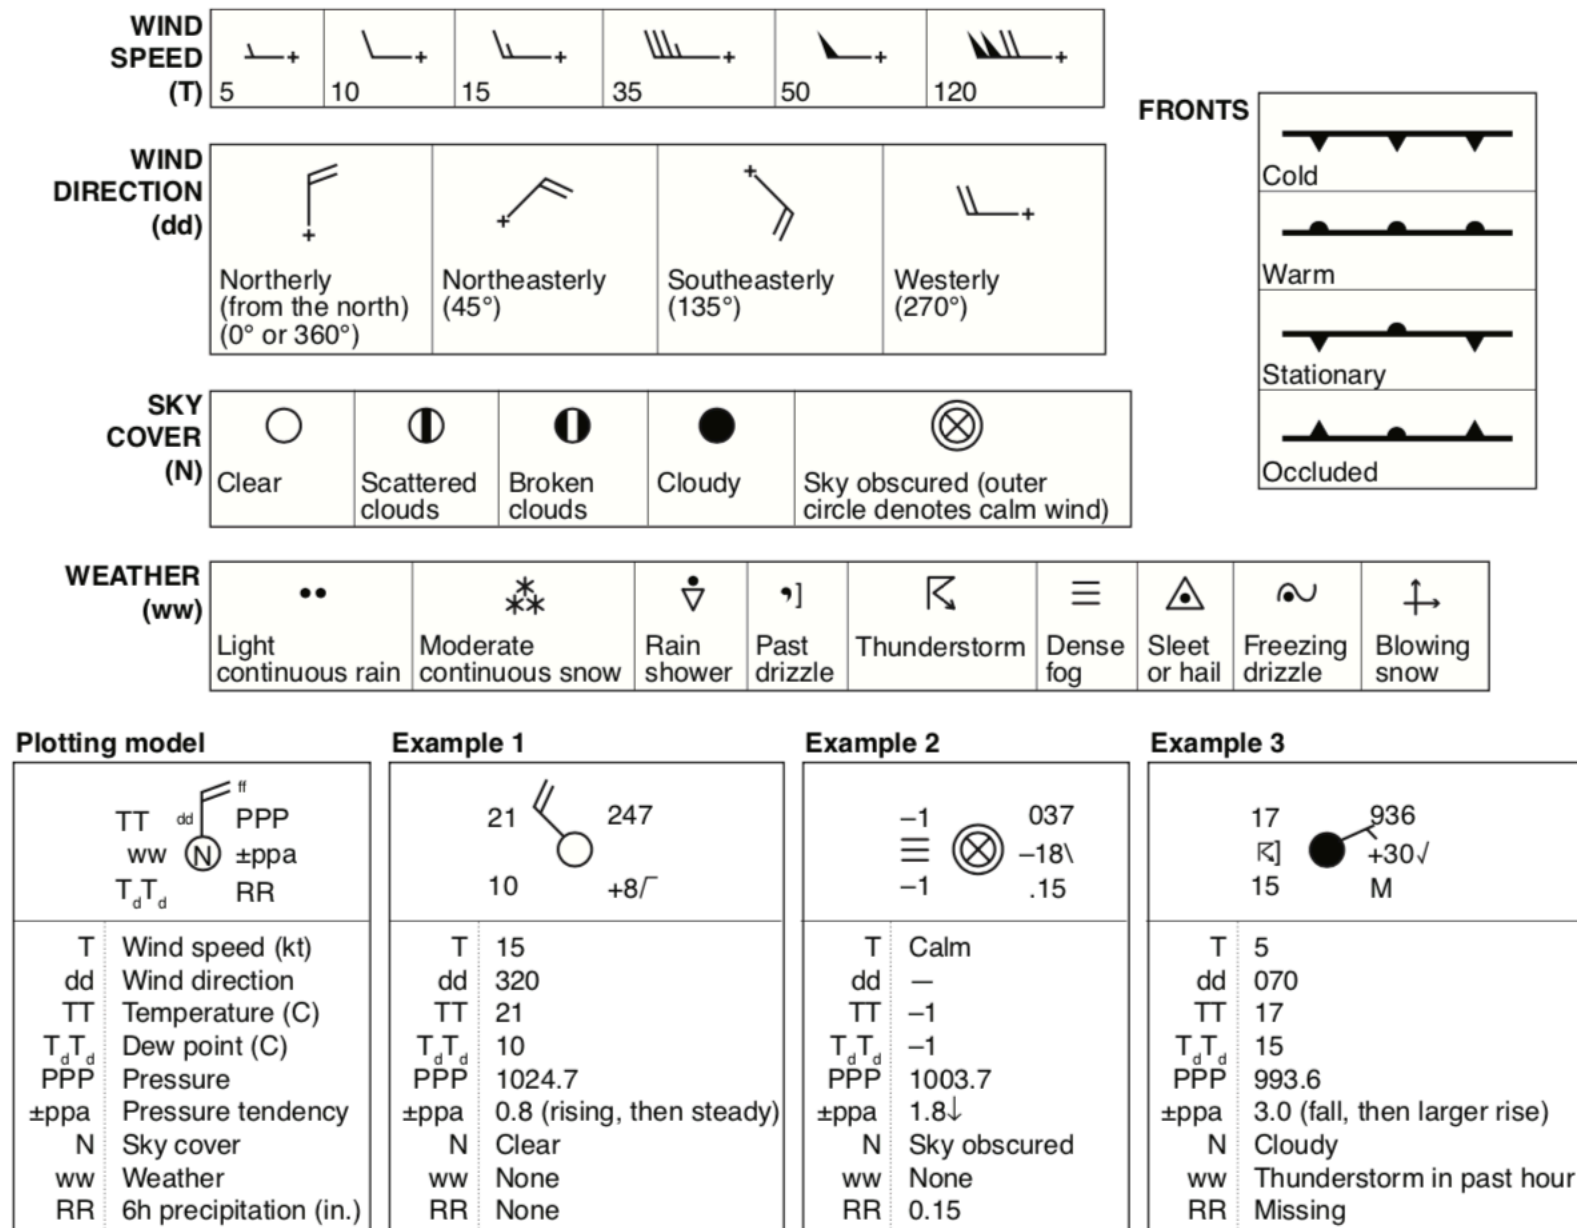 WIND
SPEED
(T)
5
10
15
35
50
120
WIND
DIRECTION
(dd)
Northerly
(from the north)
(0° or 360°)
Northeasterly
(45°)
Southeasterly
(135°)
Westerly
(270°)
FRONTS
Cold
Warm
Stationary
Occluded
SKY
COVER
(N)
Clear
Scattered
clouds
Broken
clouds
Cloudy
Sky obscured (outer
circle denotes calm wind)
WEATHER
(ww)
Light
continuous rain
Moderate
continuous snow
Rain
shower
Past
drizzle
Thunderstorm
Dense
fog
Sleet
or hail
Freezing
drizzle
Blowing
snow
Plotting model
ff
TT dd PPP
ww N ±ppa
TdTd RR
T Wind speed (kt)
dd Wind direction
TT Temperature (C)
TdTd Dew point (C)
PPP Pressure
±ppa Pressure tendency
N Sky cover
ww Weather
RR 6h precipitation (in.)
Example 1
21 247
10 +8/‾
T 15
dd 320
TT 21
TdTd 10
PPP 1024.7
±ppa 0.8 (rising, then steady)
N Clear
ww None
RR None
Example 2
–1 037
–18\
–1 .15
T Calm
dd —
TT –1
TdTd –1
PPP 1003.7
±ppa 1.8↓
N Sky obscured
ww None
RR 0.15
Example 3
17 936
+30√
15 M
T 5
dd 070
TT 17
TdTd 15
PPP 993.6
±ppa 3.0 (fall, then larger rise)
N Cloudy
ww Thunderstorm in past hour
RR Missing